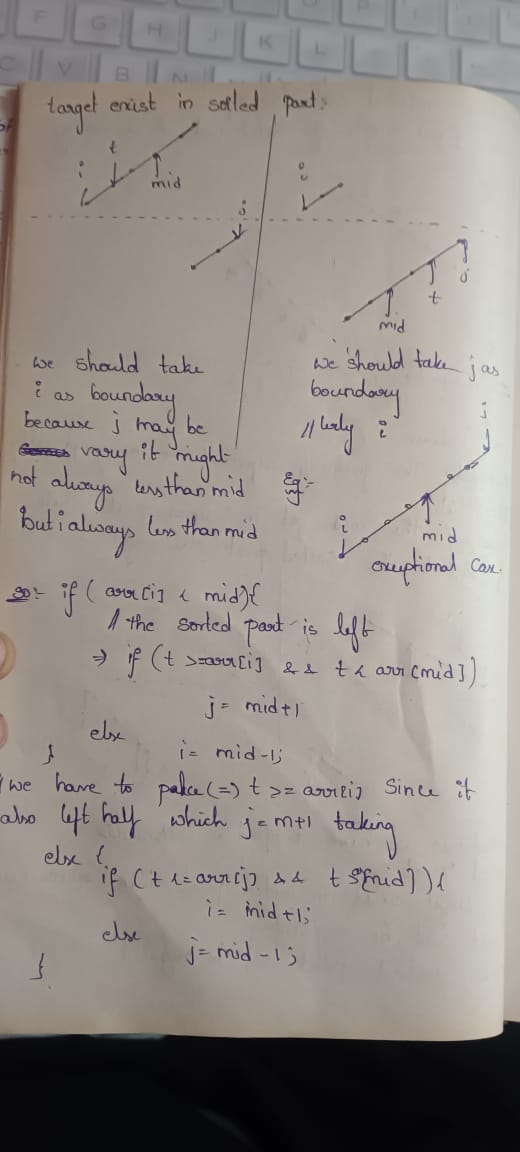 F G H J K L
C V B N
target exist in sorted part:
t
i
mid
j
i
j
t
mid
we should take
i as boundary
because j may be
vary it might
not always less than mid
but i always less than mid
we should take j as
boundary
//lerly i
Eg:-
j
i
mid
exceptional case.
so:- if (arr[i] < mid){
// the sorted part is left
⇒ if (t >= arr[i] && t < arr[mid])
j = mid+1
else
i = mid-1;
}
we have to (=) t >= arr[i] since it
also left half which j=m+1 taking
else {
if (t <= arr[j] && t [mid]){
i = mid+1;
else
j = mid-1;
}